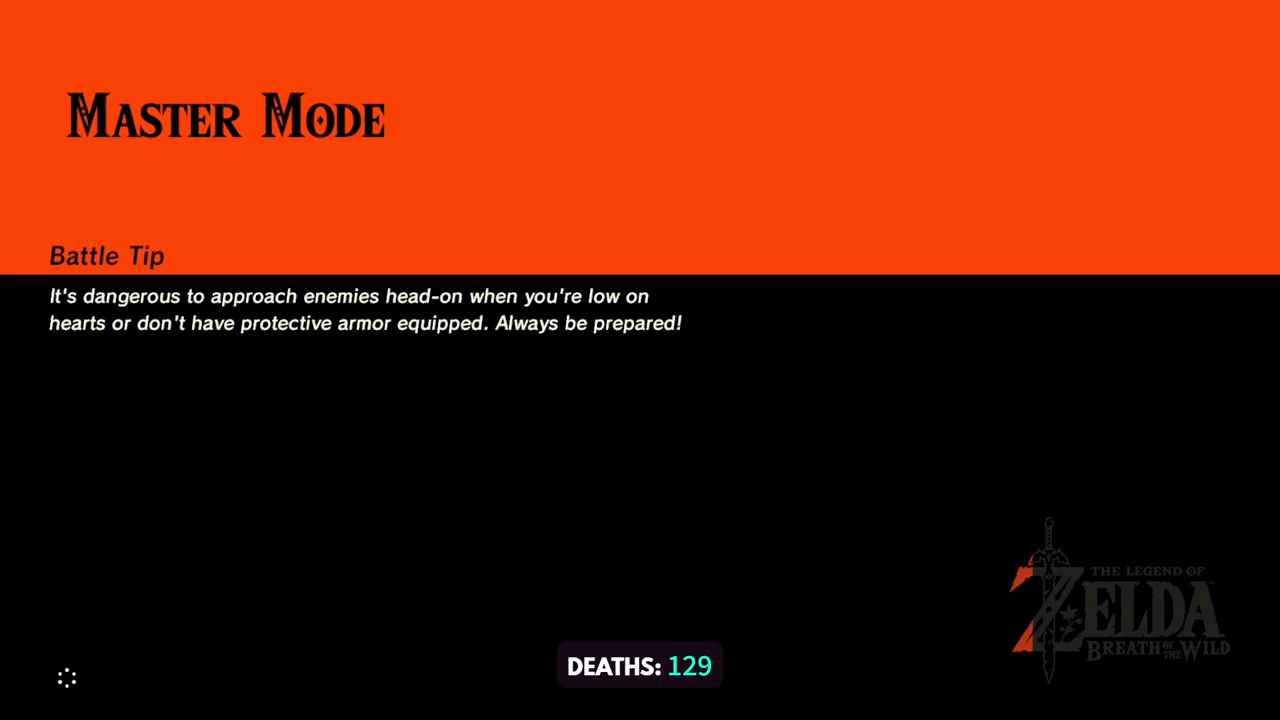 MASTER MODE
Battle Tip
It's dangerous to approach enemies head-on when you're low on
hearts or don't have protective armor equipped. Always be prepared!
THE LEGEND OF
ZELDA
BREATH OF THE WILD
DEATHS: 129